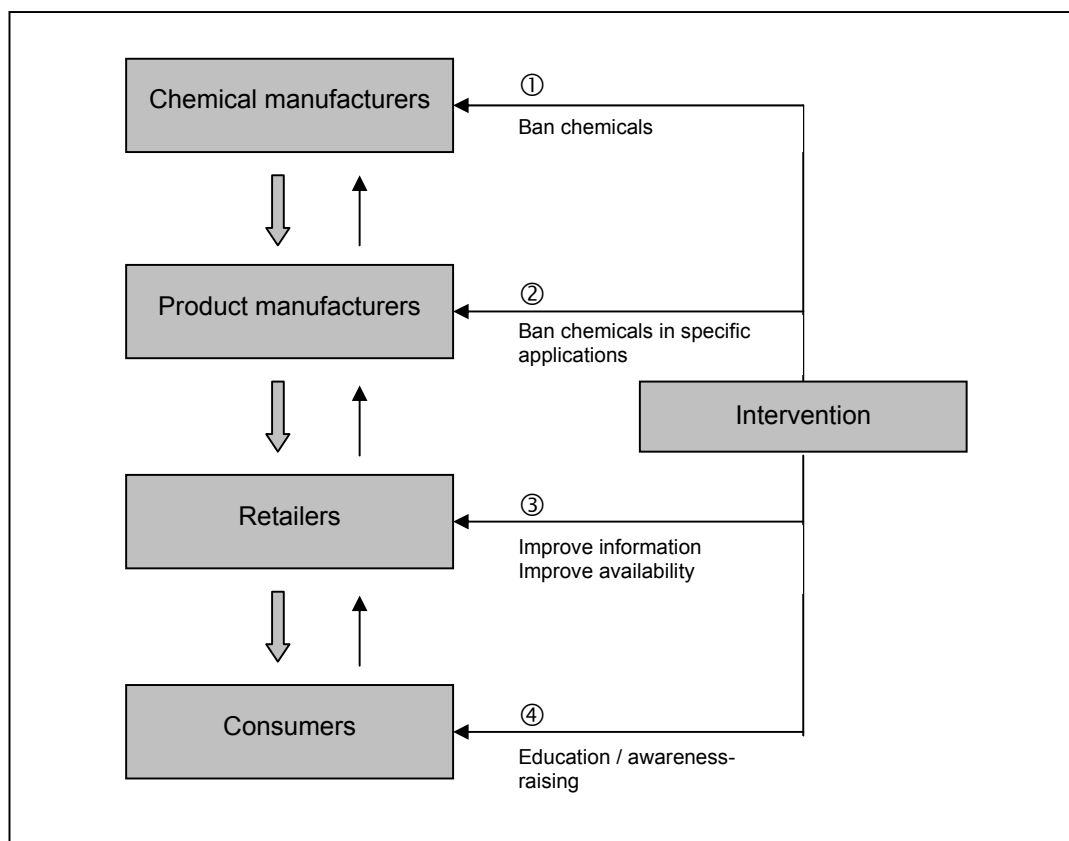 Chemical manufacturers
①
Ban chemicals
Product manufacturers
②
Ban chemicals in specific
applications
Intervention
Retailers
③
Improve information
Improve availability
Consumers
④
Education / awareness-
raising